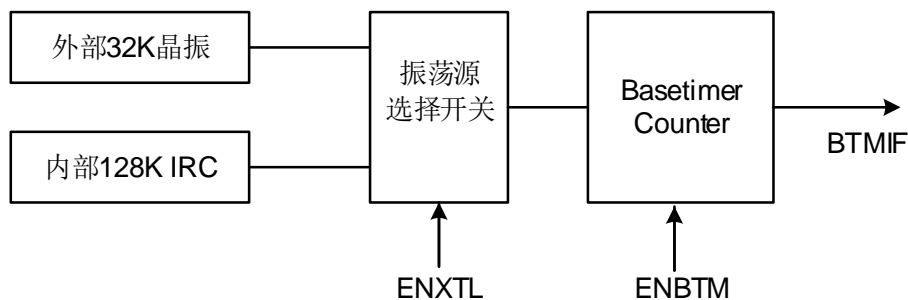 外部32K晶振
内部128K IRC
振荡源
选择开关
Basetimer
Counter
BTMIF
ENXTL
ENBTM